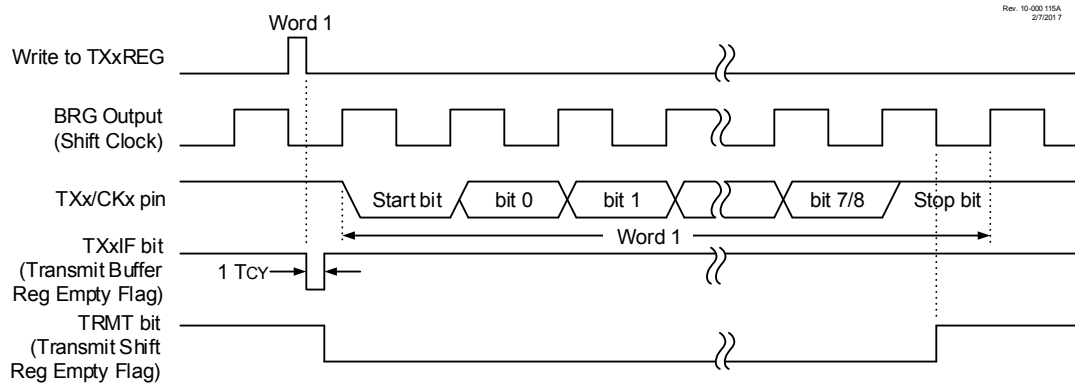 Rev. 10-000115A
2/7/2017
Word 1
Write to TXxREG
BRG Output
(Shift Clock)
TXx/CKx pin
Start bit
bit 0
bit 1
bit 7/8
Stop bit
Word 1
TXxIF bit
(Transmit Buffer
Reg Empty Flag)
1 TCY
TRMT bit
(Transmit Shift
Reg Empty Flag)